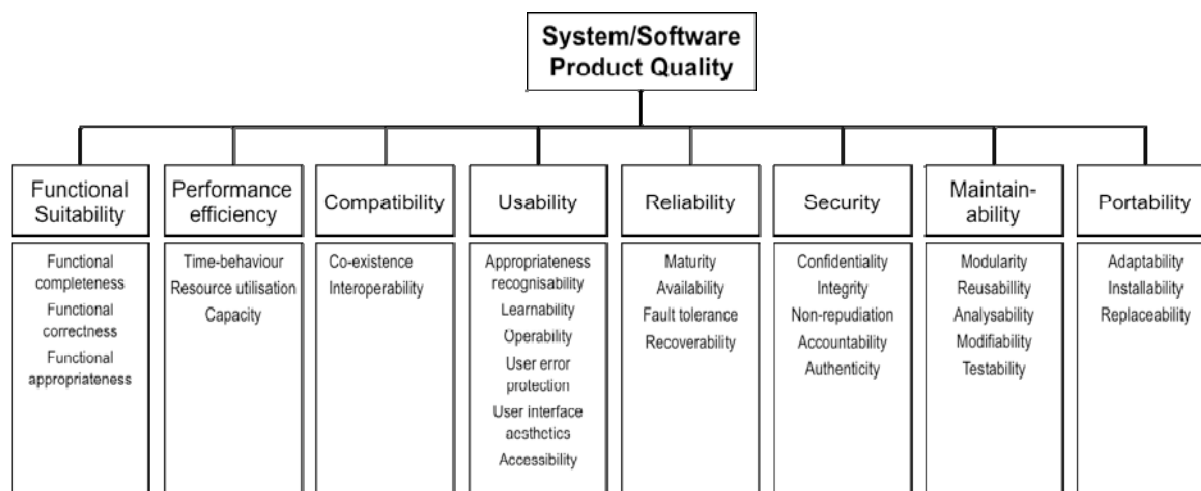 System/Software
Product Quality
Functional
Suitability
Performance
efficiency
Compatibility
Usability
Reliability
Security
Maintain-
ability
Portability
Functional
completeness
Functional
correctness
Functional
appropriateness
Time-behaviour
Resource utilisation
Capacity
Co-existence
Interoperability
Appropriateness
recognisability
Learnability
Operability
User error
protection
User interface
aesthetics
Accessibility
Maturity
Availability
Fault tolerance
Recoverability
Confidentiality
Integrity
Non-repudiation
Accountability
Authenticity
Modularity
Reusabillity
Analysability
Modifiability
Testability
Adaptability
Installability
Replaceability